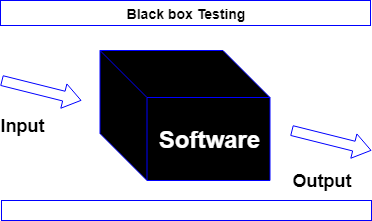 Black box Testing
Input
Software
Output